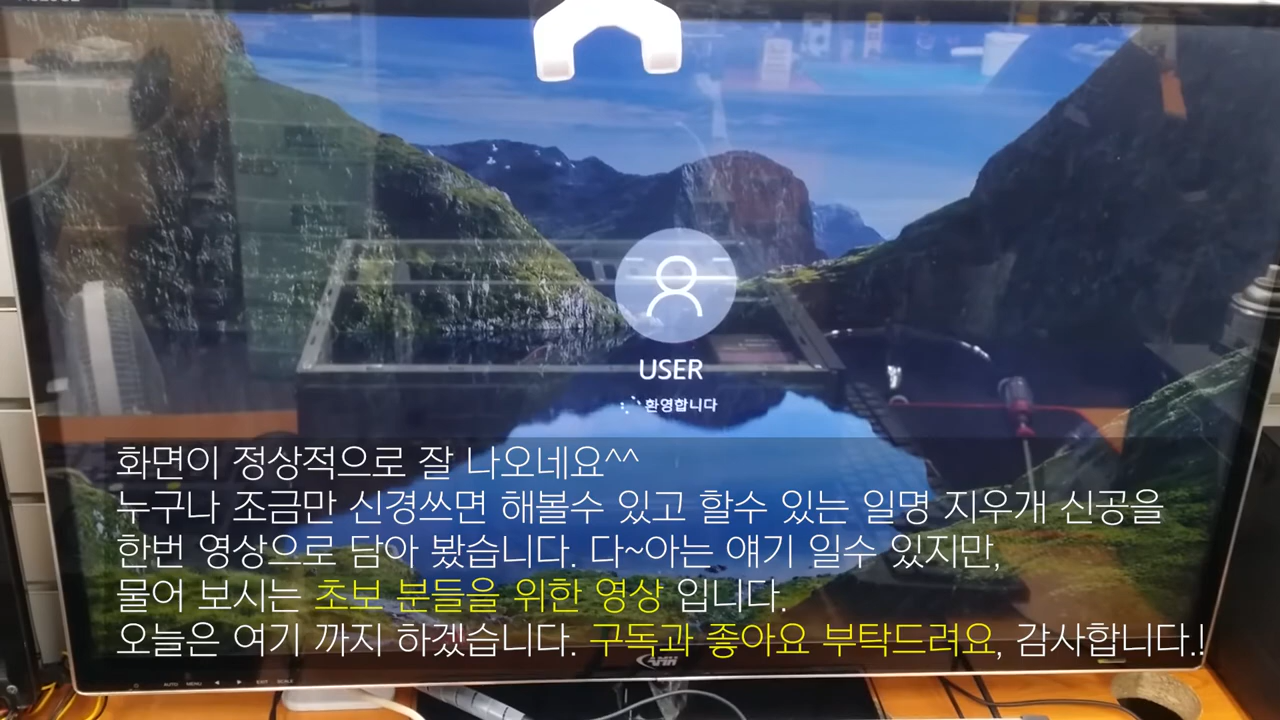 USER
환영합니다
화면이 정상적으로 잘 나오네요^^
누구나 조금만 신경쓰면 해볼수 있고 할수 있는 일명 지우개 신공을
한번 영상으로 담아 봤습니다. 다~아는 얘기 일수 있지만,
물어 보시는 초보 분들을 위한 영상 입니다.
오늘은 여기 까지 하겠습니다. 구독과 좋아요 부탁드려요, 감사합니다.!
AMH
AUTO MENU ◀ ▶ EXIT SCALE